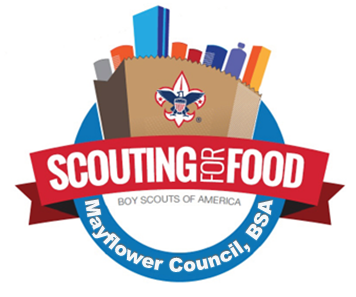 ®
SCOUTING FOR FOOD
BOY SCOUTS OF AMERICA
Mayflower Council, BSA